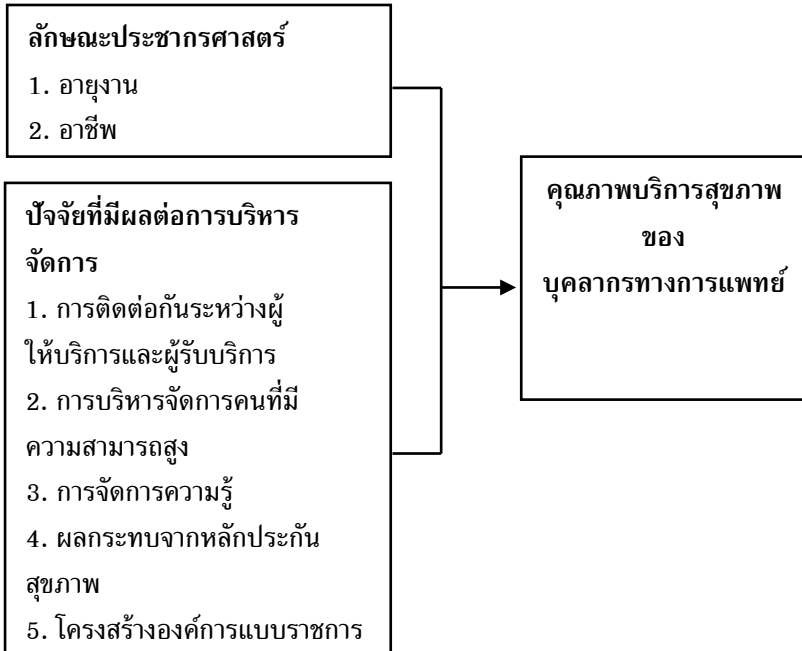 ลักษณะประชากรศาสตร์
1. อายุงาน
2. อาชีพ
ปัจจัยที่มีผลต่อการบริหาร
จัดการ
1. การติดต่อกันระหว่างผู้
ให้บริการและผู้รับบริการ
2. การบริหารจัดการคนที่มี
ความสามารถสูง
3. การจัดการความรู้
4. ผลกระทบจากหลักประกัน
สุขภาพ
5. โครงสร้างองค์การแบบราชการ
คุณภาพบริการสุขภาพ
ของ
บุคลากรทางการแพทย์